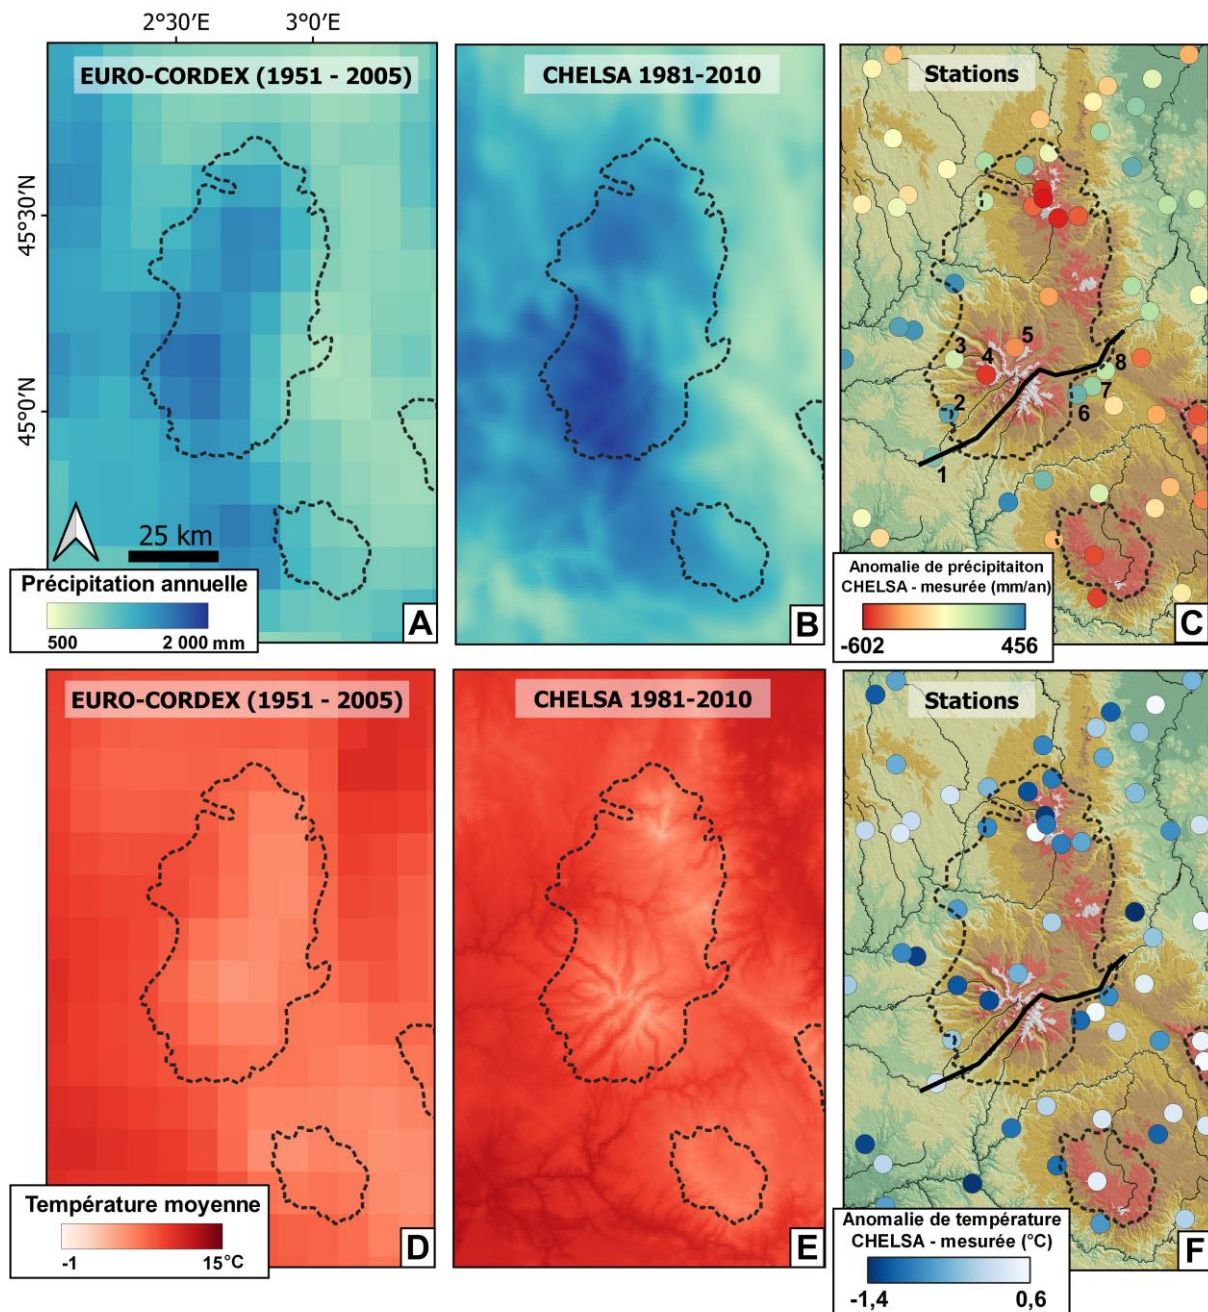 2°30′E
3°0′E
EURO-CORDEX (1951 - 2005)
CHELSA 1981-2010
Stations
45°30′N
45°0′N
3
4
5
8
7
2
6
1
25 km
Précipitation annuelle
500
2 000 mm
A
B
Anomalie de précipitaiton
CHELSA - mesurée (mm/an)
-602
456
C
EURO-CORDEX (1951 - 2005)
CHELSA 1981-2010
Stations
Température moyenne
-1
15°C
D
E
Anomalie de température
CHELSA - mesurée (°C)
-1,4
0,6
F